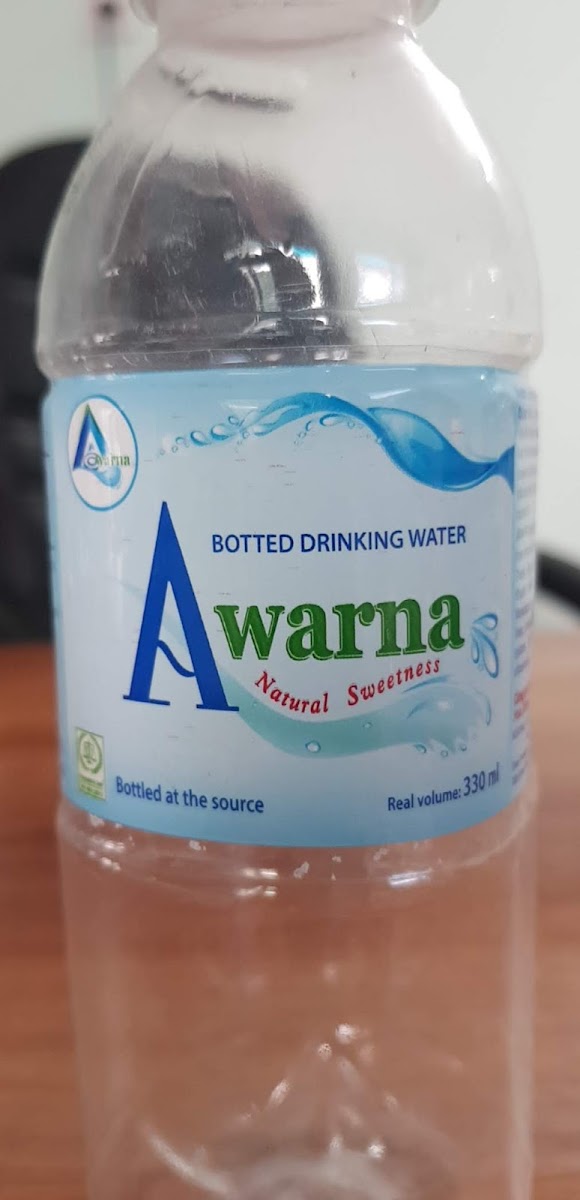 Awarna
BOTTED DRINKING WATER
Awarna
Natural Sweetness
Bottled at the source
Real volume: 330 ml